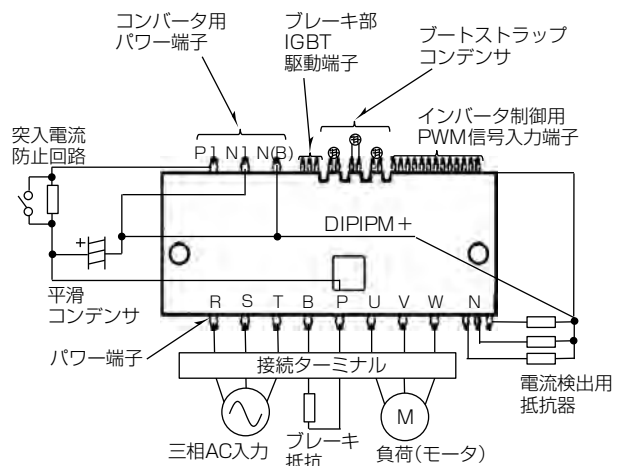 コンバータ用
パワー端子
ブレーキ部
IGBT
駆動端子
ブートストラップ
コンデンサ
インバータ制御用
PWM信号入力端子
突入電流
防止回路
P1 N1 N(B)
DIPIPM+
+
平滑
コンデンサ
R S T B P U V W N
パワー端子
接続ターミナル
電流検出用
抵抗器
M
三相AC入力
ブレーキ
抵抗
負荷(モータ)